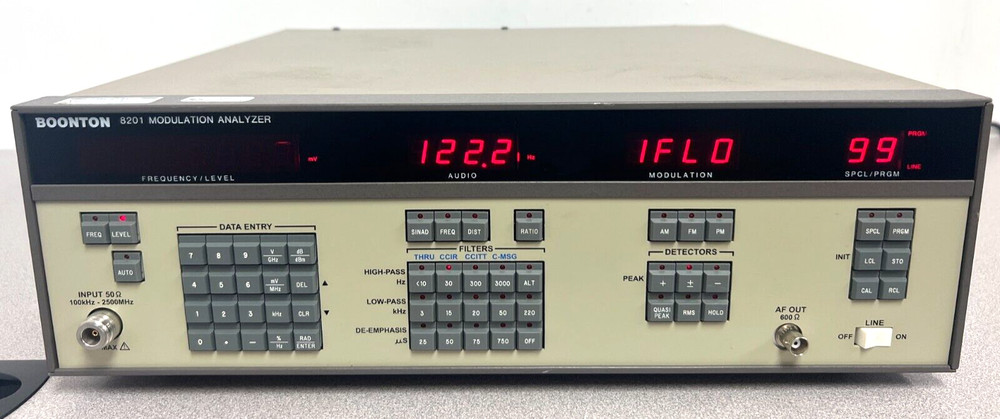 BOONTON 8201 MODULATION ANALYZER
mV
122.21 Hz
IFLO
99
PRGM
LINE
FREQUENCY/LEVEL
AUDIO
MODULATION
SPCL/PRGM
FREQ LEVEL
AUTO
INPUT 50Ω
100kHz - 2500MHz
MAX ⚠
DATA ENTRY
7 8 9 V/GHz dB/dBm
4 5 6 mV/MHz DEL
1 2 3 kHz CLR
0 • – %/Hz RAD/ENTER
▲
▼
SINAD FREQ DIST RATIO
FILTERS
THRU CCIR CCITT C-MSG
HIGH-PASS Hz <10 30 300 3000 ALT
LOW-PASS kHz 3 15 20 50 220
DE-EMPHASIS µS 25 50 75 750 OFF
AM FM PM
DETECTORS
PEAK + ± –
QUASI PEAK RMS HOLD
SPCL PRGM
INIT LCL STO
CAL RCL
AF OUT
600 Ω
LINE
OFF ON